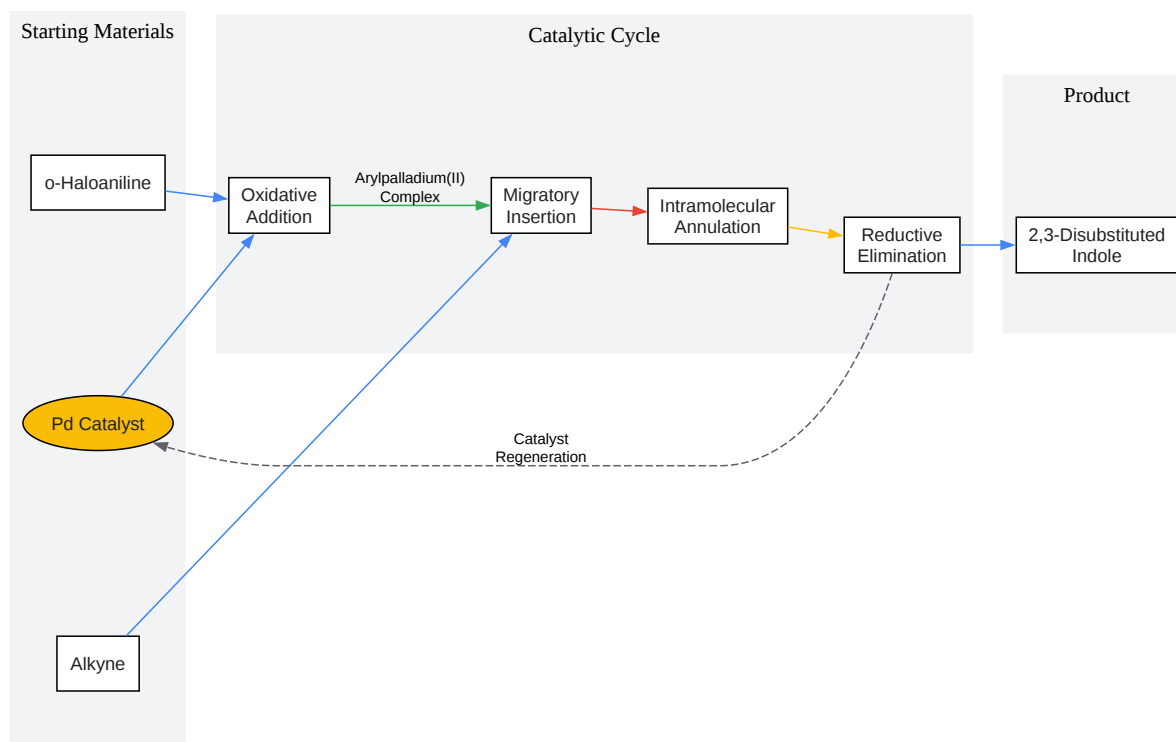 Starting Materials
Catalytic Cycle
Product
o-Haloaniline
Oxidative
Addition
Arylpalladium(II)
Complex
Migratory
Insertion
Intramolecular
Annulation
Reductive
Elimination
2,3-Disubstituted
Indole
Pd Catalyst
Catalyst
Regeneration
Alkyne